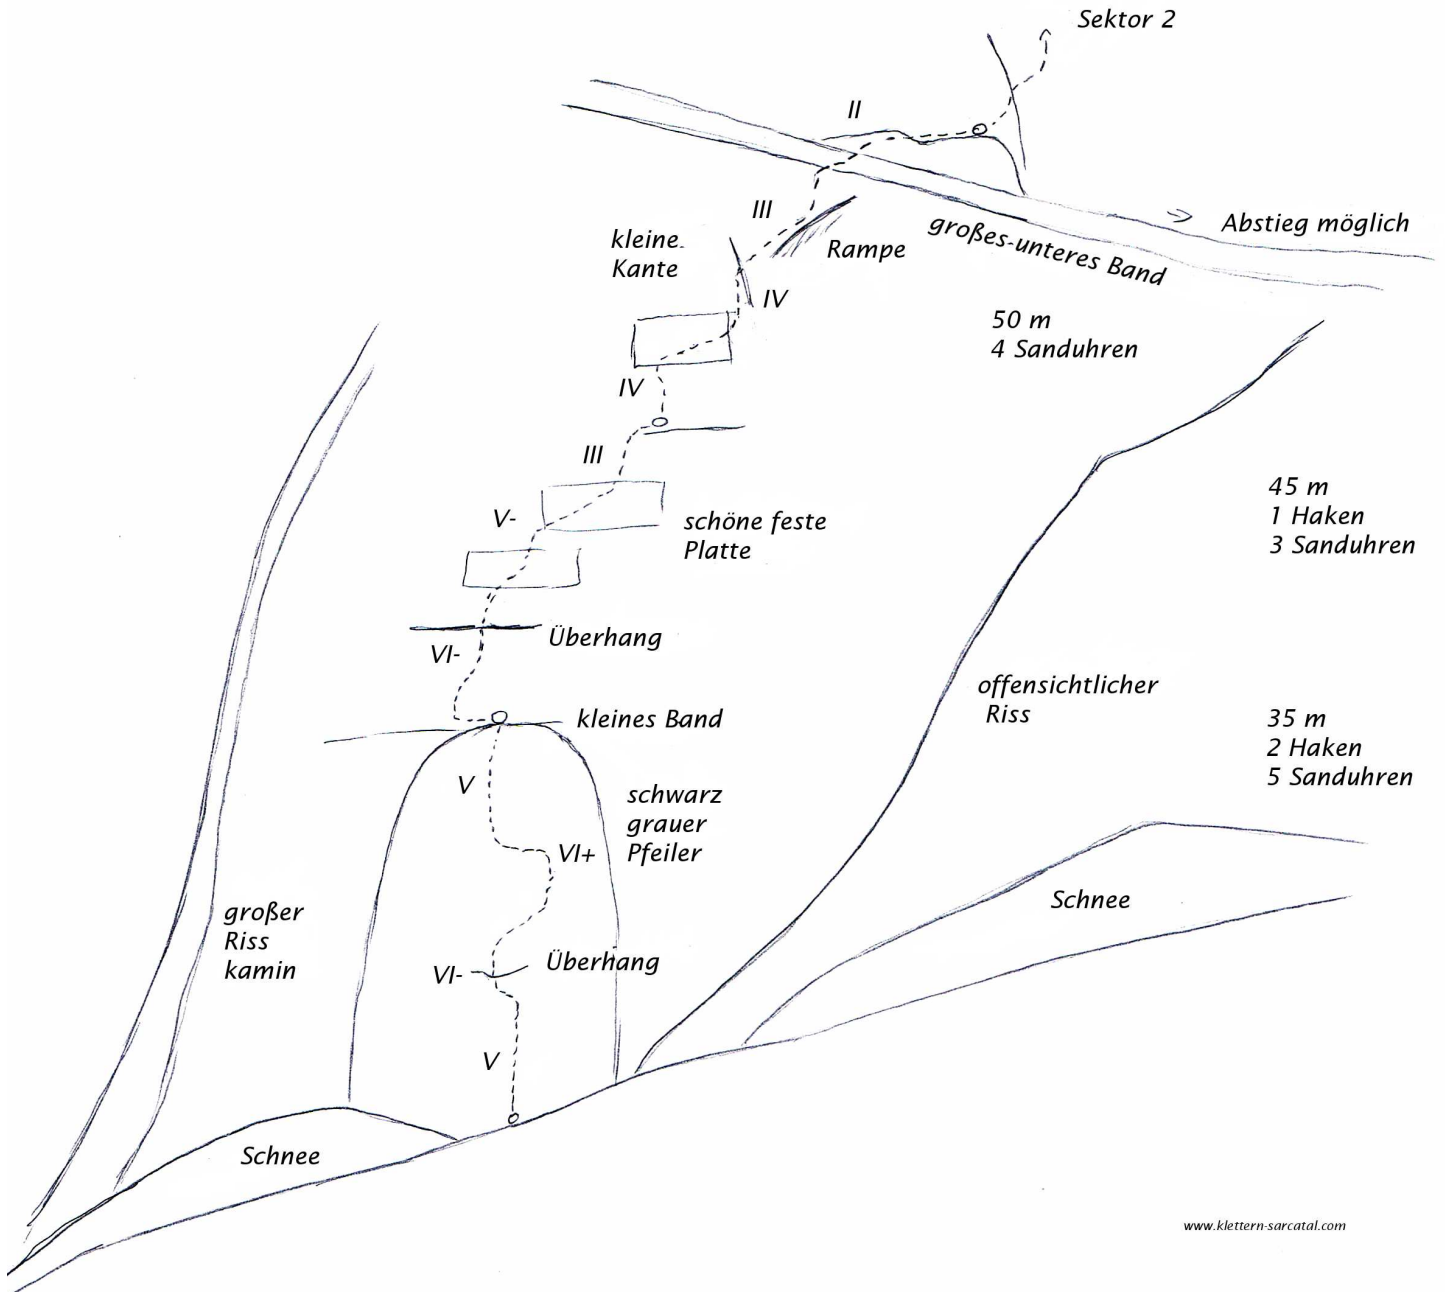 Sektor 2
II
III
Abstieg möglich
kleine
Kante
Rampe
großes-unteres Band
IV
50 m
4 Sanduhren
IV
III
45 m
1 Haken
3 Sanduhren
V-
schöne feste
Platte
Überhang
VI-
offensichtlicher
Riss
kleines Band
35 m
2 Haken
5 Sanduhren
V
schwarz
grauer
Pfeiler
VI+
Schnee
großer
Riss
kamin
VI-
Überhang
V
Schnee
www.klettern-sarcatal.com